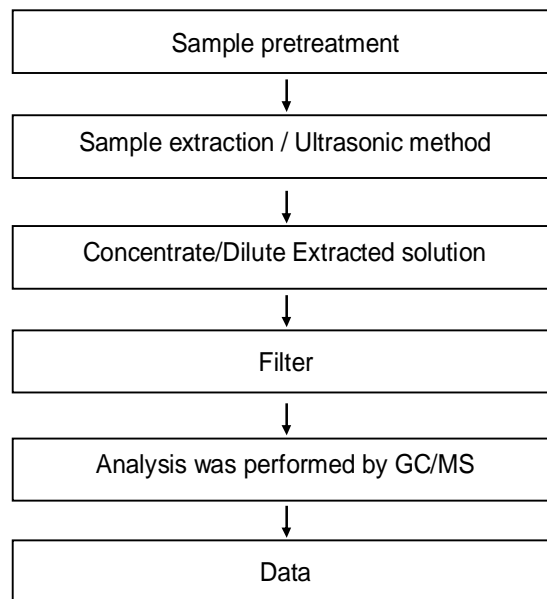 Sample pretreatment
Sample extraction / Ultrasonic method
Concentrate/Dilute Extracted solution
Filter
Analysis was performed by GC/MS
Data